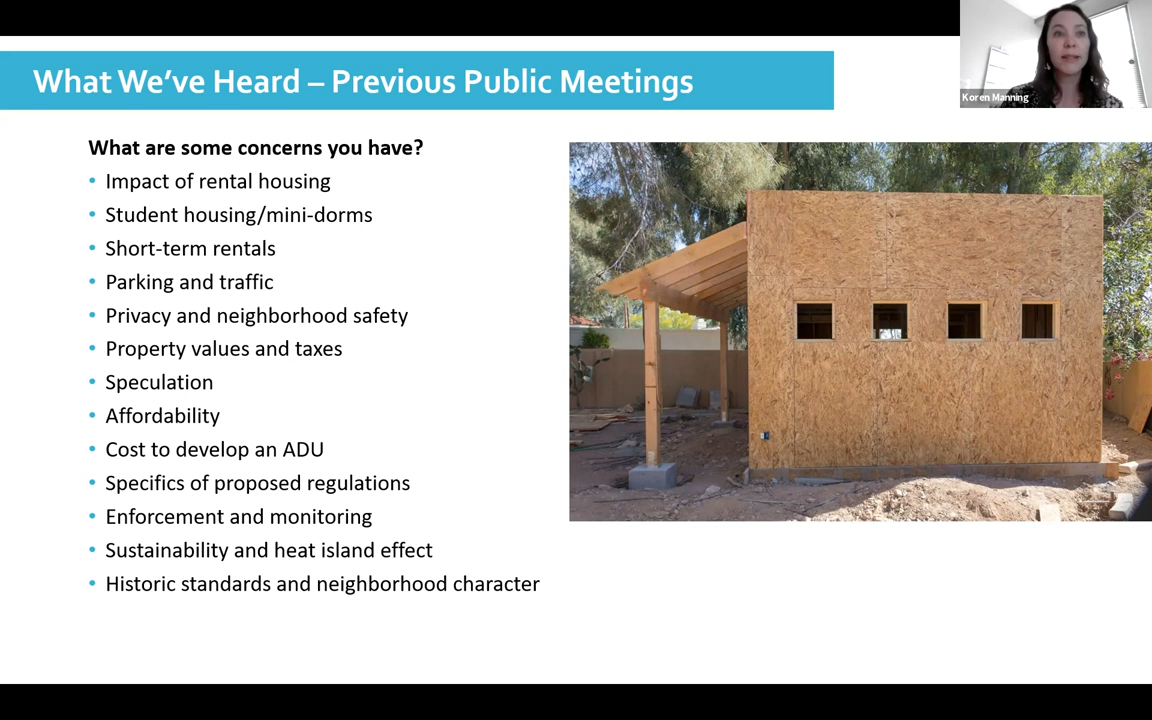 What We've Heard – Previous Public Meetings
Koren Manning
What are some concerns you have?
• Impact of rental housing
• Student housing/mini-dorms
• Short-term rentals
• Parking and traffic
• Privacy and neighborhood safety
• Property values and taxes
• Speculation
• Affordability
• Cost to develop an ADU
• Specifics of proposed regulations
• Enforcement and monitoring
• Sustainability and heat island effect
• Historic standards and neighborhood character